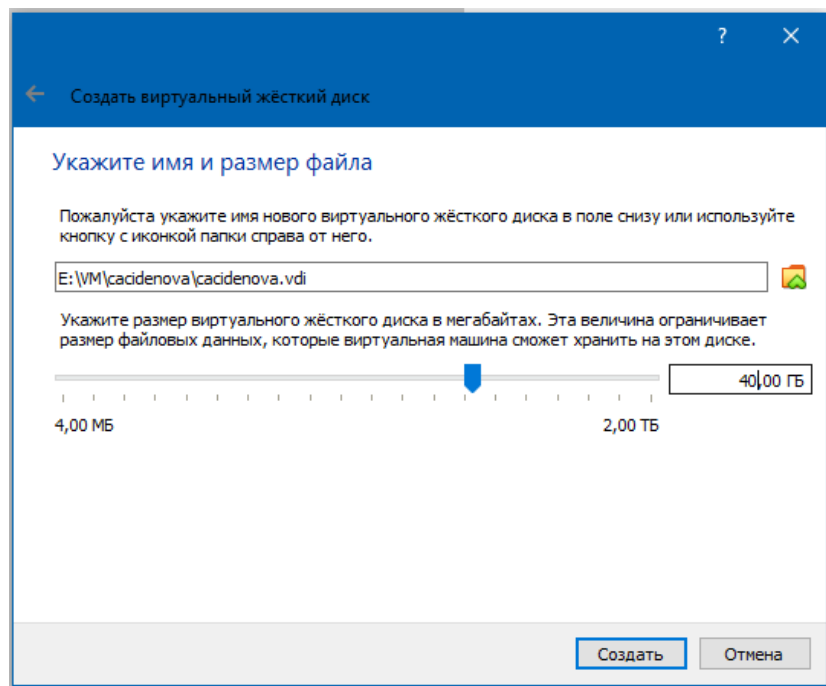 ?
Создать виртуальный жёсткий диск
Укажите имя и размер файла
Пожалуйста укажите имя нового виртуального жёсткого диска в поле снизу или используйте
кнопку с иконкой папки справа от него.
E:\VM\cacidenova\cacidenova.vdi
Укажите размер виртуального жёсткого диска в мегабайтах. Эта величина ограничивает
размер файловых данных, которые виртуальная машина сможет хранить на этом диске.
40,00 ГБ
4,00 МБ 2,00 ТБ
Создать Отмена